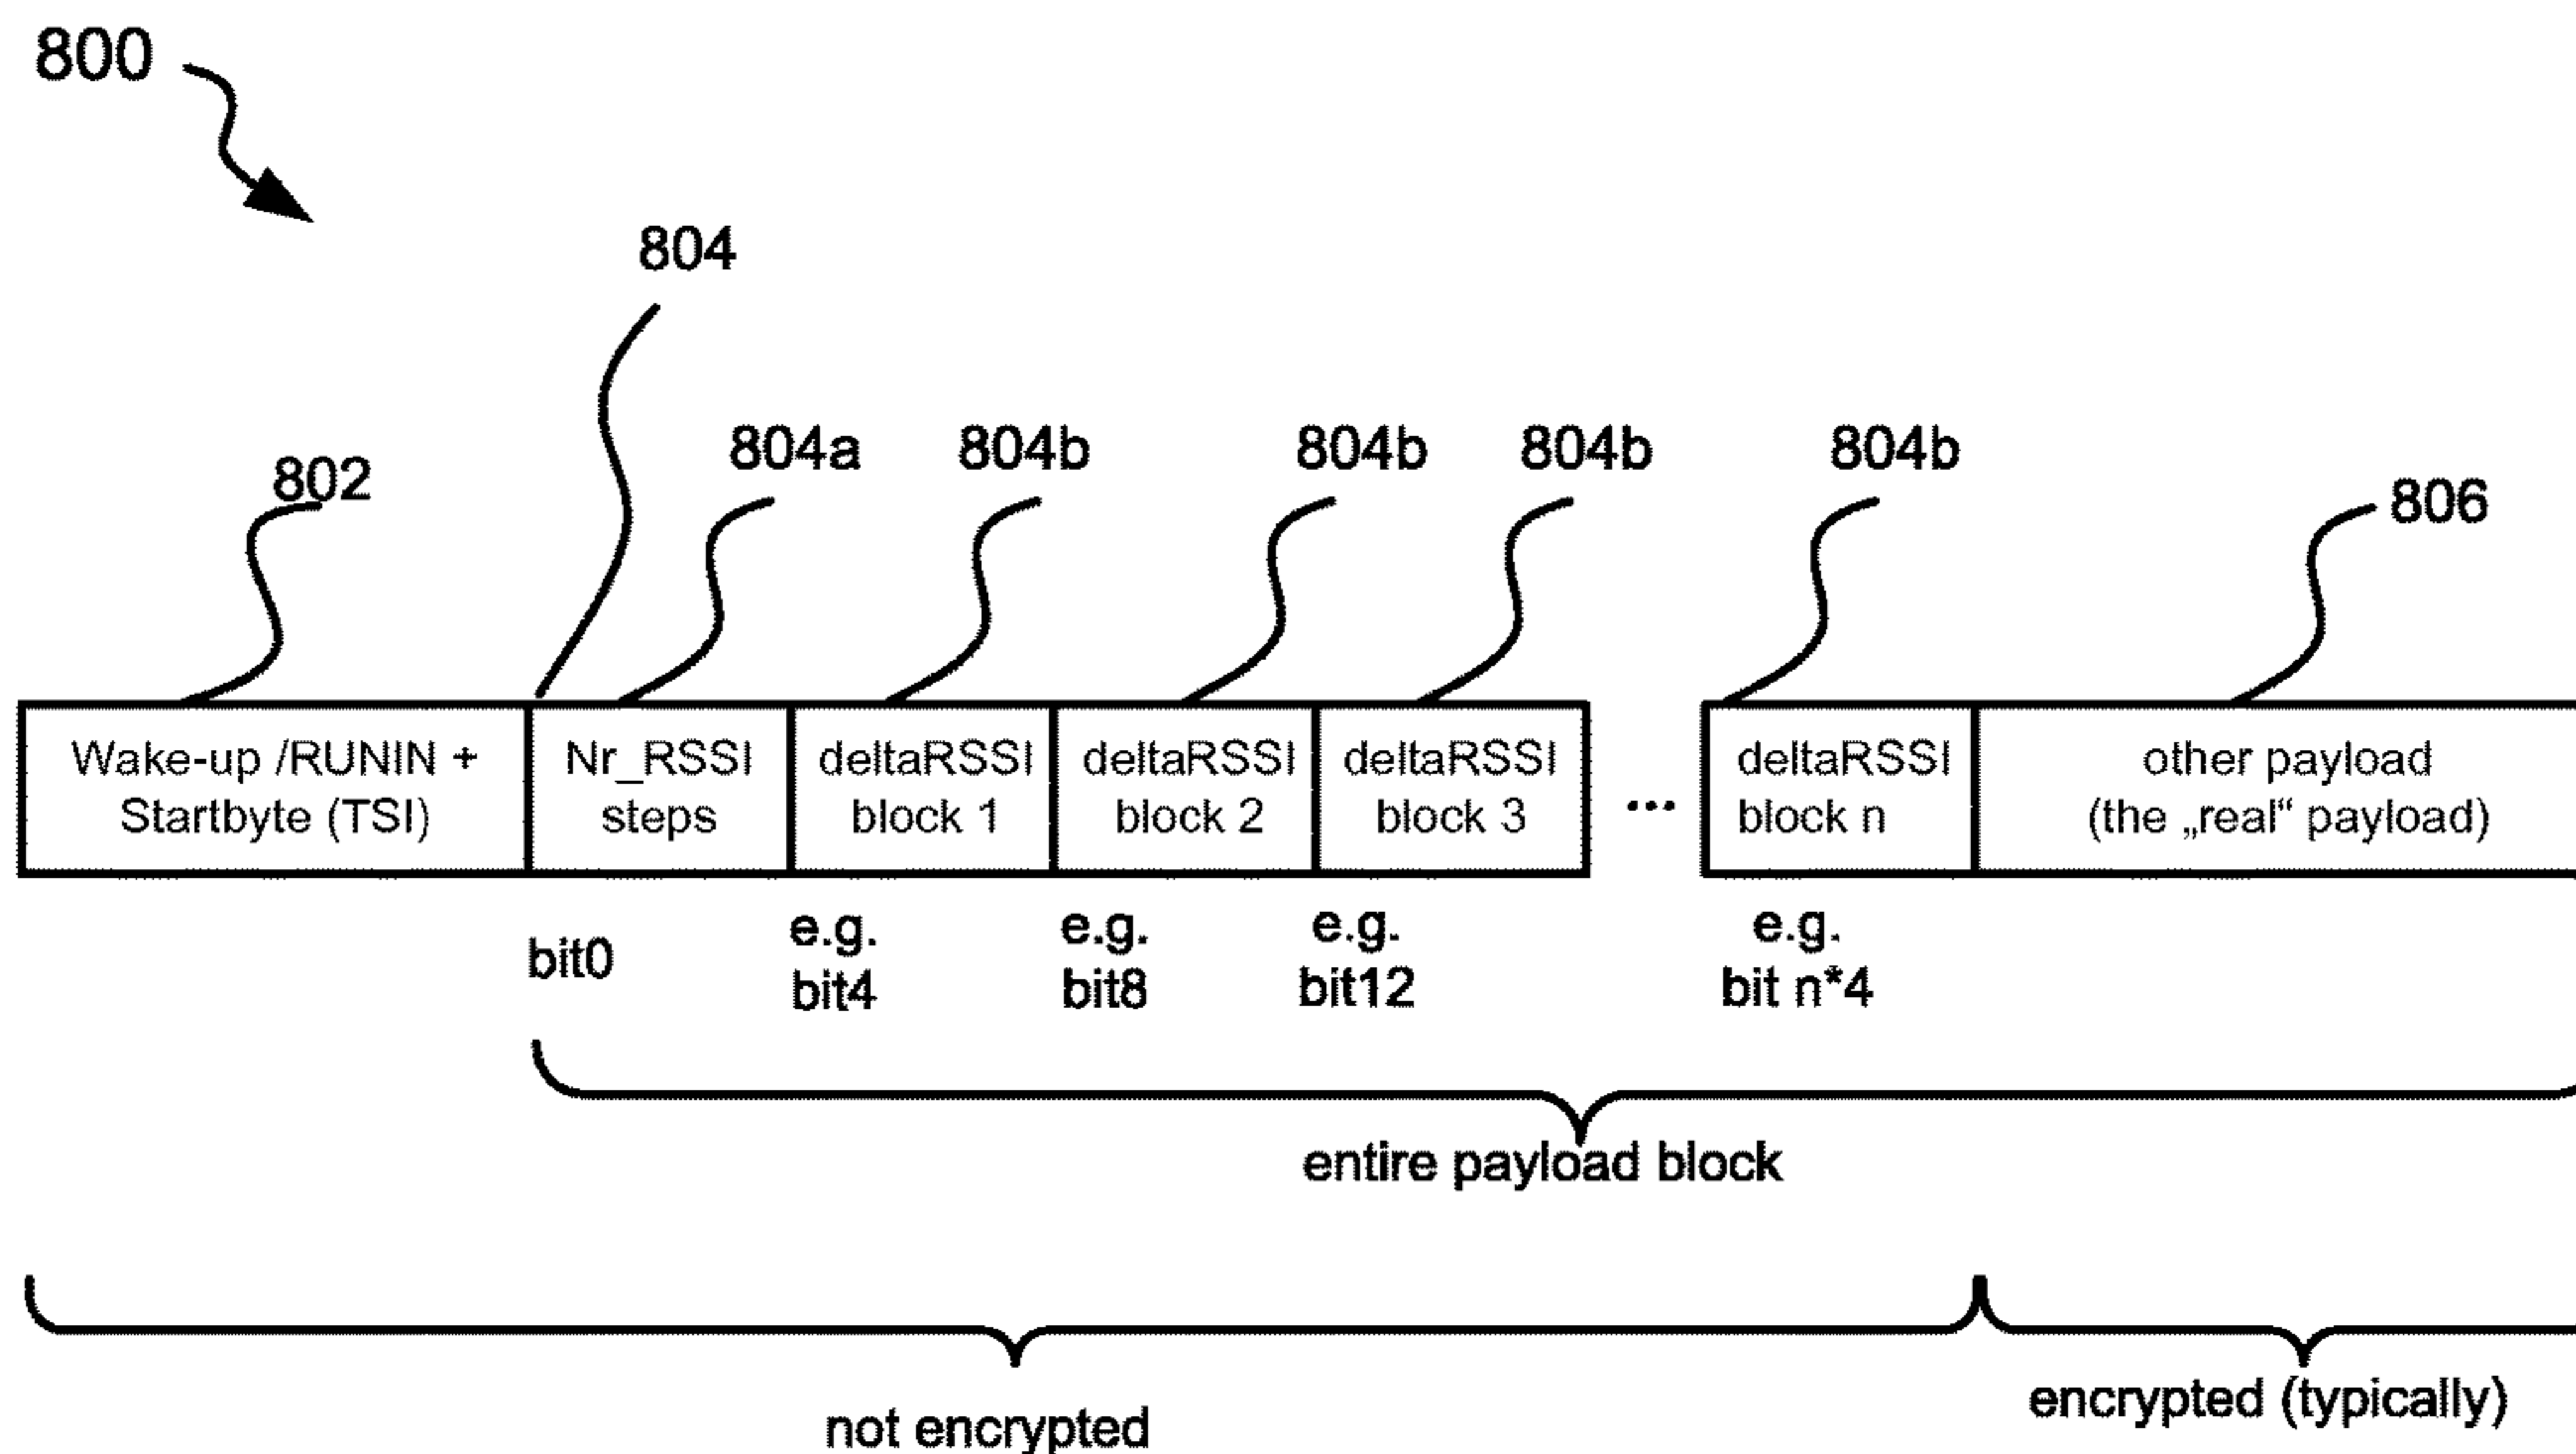 800
804
804a
804b
804b
804b
804b
802
806
Wake-up /RUNIN +
Startbyte (TSI)
Nr_RSSI
steps
deltaRSSI
block 1
deltaRSSI
block 2
deltaRSSI
block 3
...
deltaRSSI
block n
other payload
(the „real“ payload)
bit0
e.g.
bit4
e.g.
bit8
e.g.
bit12
e.g.
bit n*4
entire payload block
not encrypted
encrypted (typically)